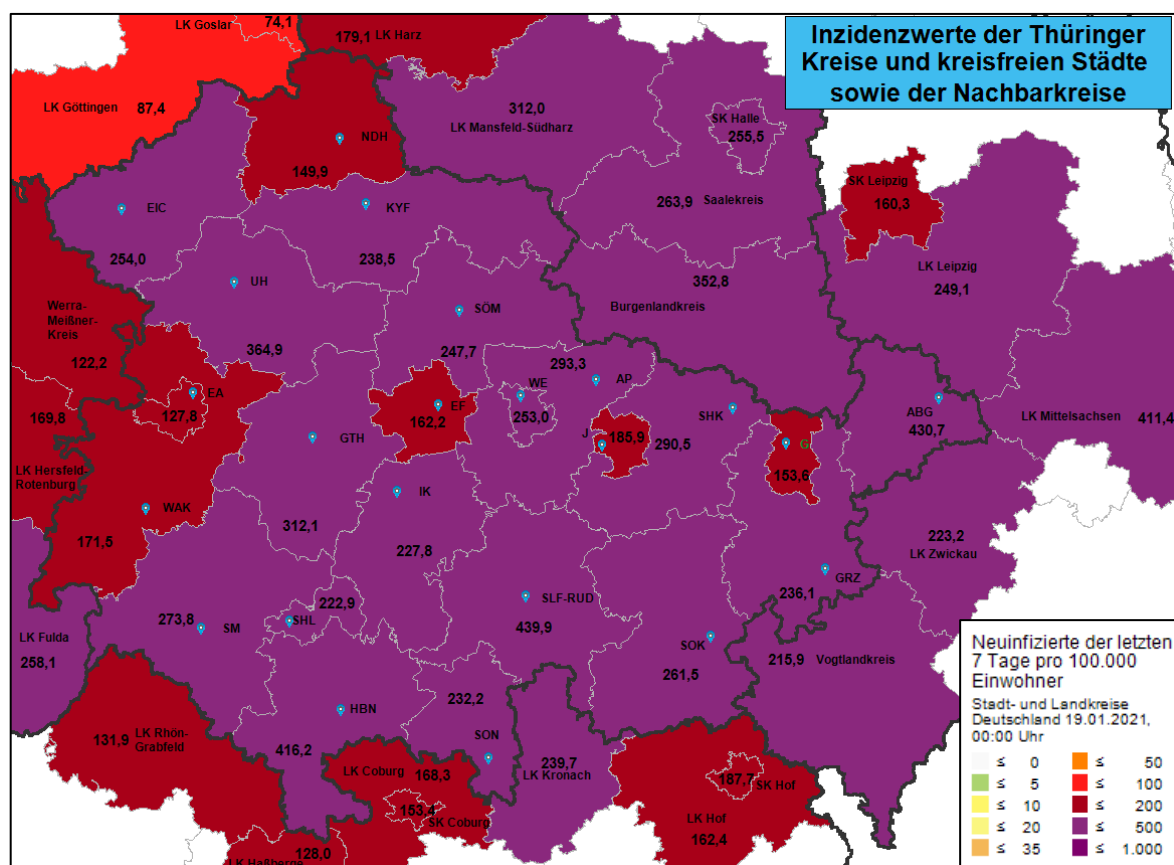 Inzidenzwerte der Thüringer
Kreise und kreisfreien Städte
sowie der Nachbarkreise
LK Goslar
74,1
179,1
LK Harz
LK Göttingen
87,4
NDH
149,9
312,0
LK Mansfeld-Südharz
SK Halle
255,5
SK Leipzig
160,3
EIC
254,0
KYF
238,5
263,9
Saalekreis
LK Leipzig
249,1
UH
364,9
SÖM
247,7
352,8
Burgenlandkreis
Werra-
Meißner-
Kreis
122,2
EA
127,8
169,8
EF
162,2
293,3
WE
253,0
AP
J
185,9
SHK
290,5
G
153,6
ABG
430,7
LK Mittelsachsen
411,4
GTH
312,1
LK Hersfeld-
Rotenburg
WAK
171,5
IK
227,8
223,2
LK Zwickau
GRZ
236,1
SLF-RUD
439,9
222,9
SHL
273,8
SM
LK Fulda
258,1
SOK
261,5
215,9
Vogtlandkreis
131,9
LK Rhön-
Grabfeld
HBN
416,2
232,2
SON
239,7
LK Kronach
LK Coburg
168,3
153,4
SK Coburg
187,7
SK Hof
LK Hof
162,4
LK Haßberge
128,0
Neuinfizierte der letzten
7 Tage pro 100.000
Einwohner
Stadt- und Landkreise
Deutschland 19.01.2021,
00:00 Uhr
≤ 0
≤ 5
≤ 10
≤ 20
≤ 35
≤ 50
≤ 100
≤ 200
≤ 500
≤ 1.000